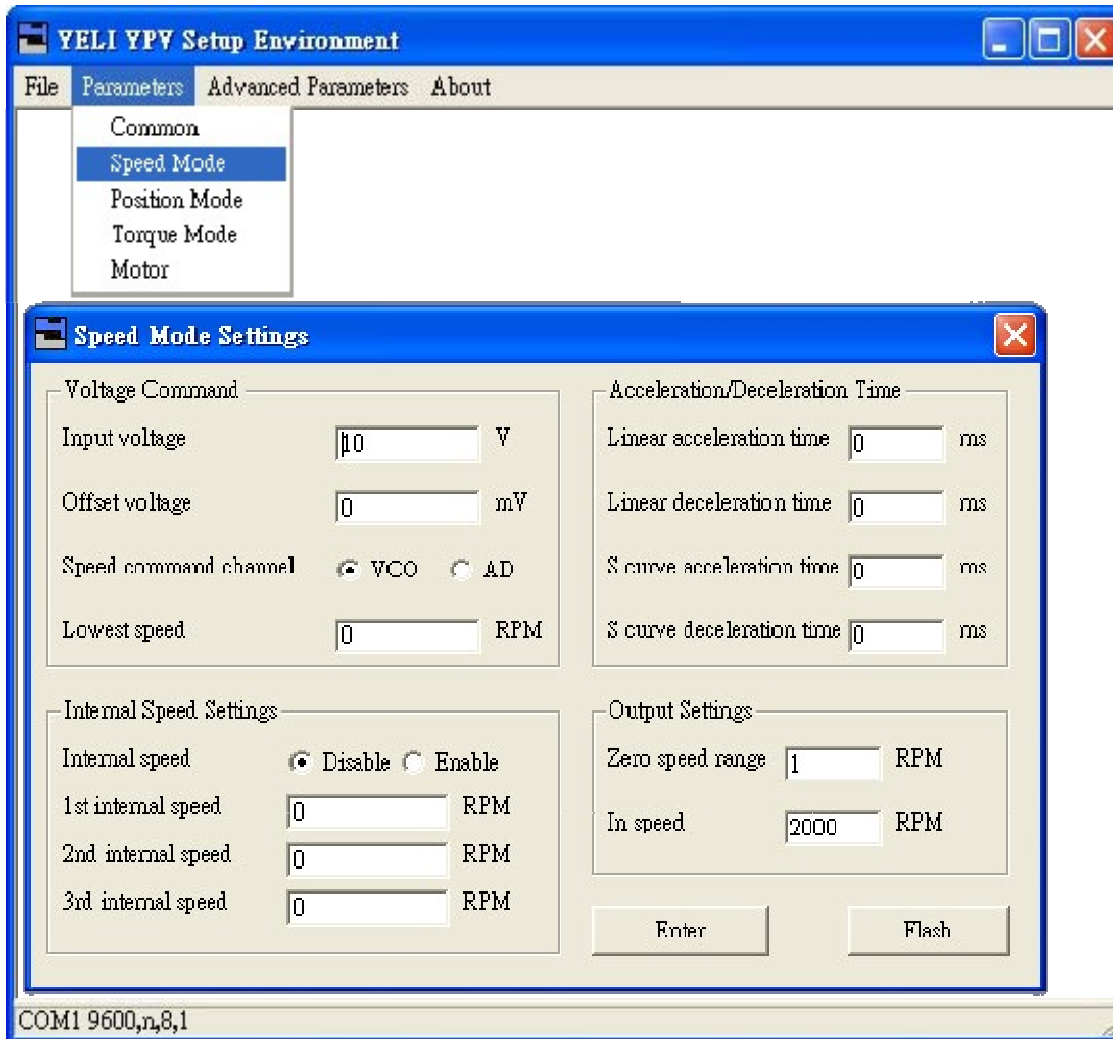 YELI YPV Setup Environment
File Parameters Advanced Parameters About
Common
Speed Mode
Position Mode
Torque Mode
Motor
Speed Mode Settings
Voltage Command
Input voltage 10 V
Offset voltage 0 mV
Speed command channel VCO AD
Lowest speed 0 RPM
Acceleration/Deceleration Time
Linear acceleration time 0 ms
Linear deceleration time 0 ms
S curve acceleration time 0 ms
S curve deceleration time 0 ms
Internal Speed Settings
Internal speed Disable Enable
1st internal speed 0 RPM
2nd internal speed 0 RPM
3rd internal speed 0 RPM
Output Settings
Zero speed range 1 RPM
In speed 2000 RPM
Enter Flash
COM1 9600,n,8,1